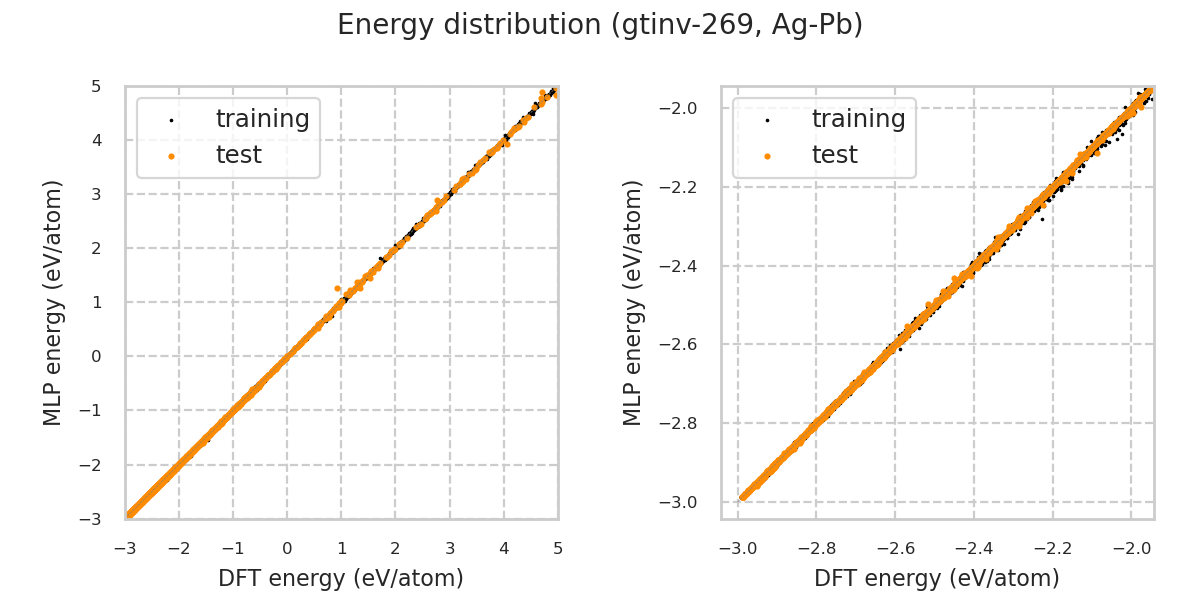 Energy distribution (gtinv-269, Ag-Pb)
training
test
MLP energy (eV/atom)
5
4
3
2
1
0
−1
−2
−3
−3 −2 −1 0 1 2 3 4 5
DFT energy (eV/atom)
training
test
MLP energy (eV/atom)
−2.0
−2.2
−2.4
−2.6
−2.8
−3.0
−3.0 −2.8 −2.6 −2.4 −2.2 −2.0
DFT energy (eV/atom)